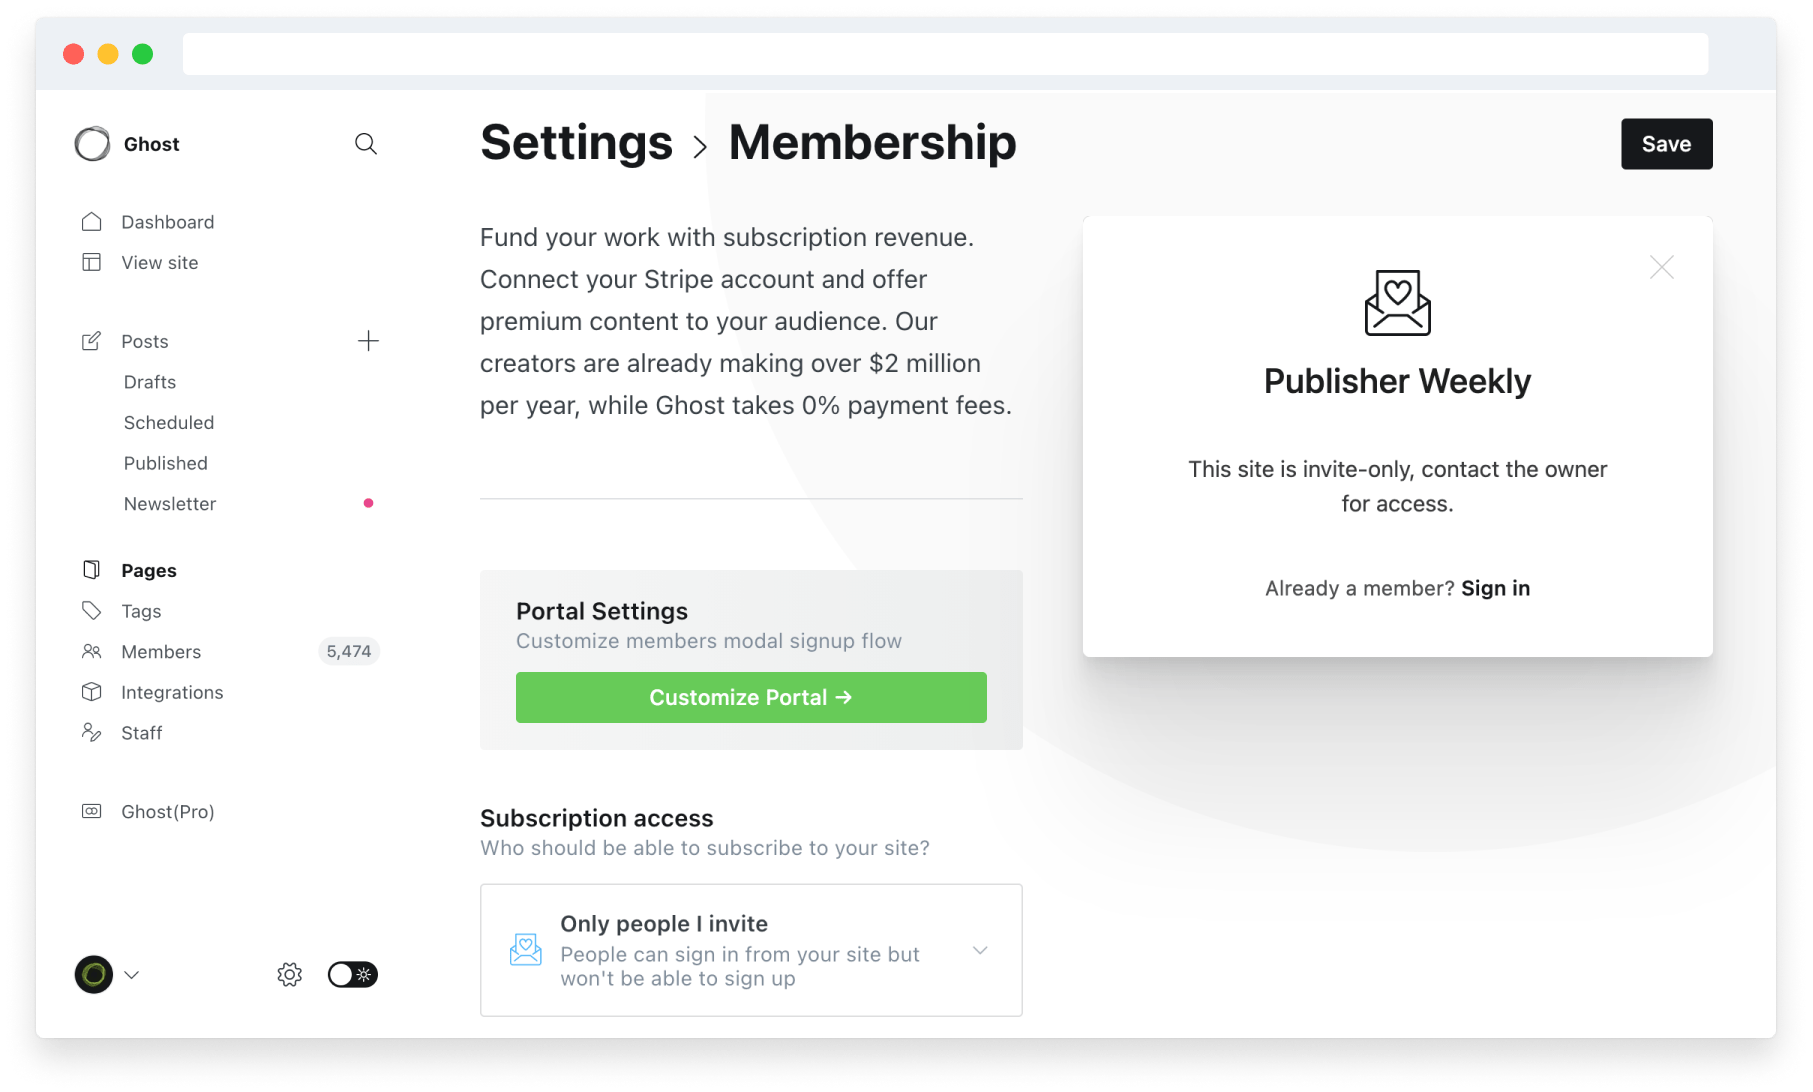 Ghost
Dashboard
View site
Posts
Drafts
Scheduled
Published
Newsletter
Pages
Tags
Members 5,474
Integrations
Staff
Ghost(Pro)
Settings > Membership
Save
Fund your work with subscription revenue.
Connect your Stripe account and offer
premium content to your audience. Our
creators are already making over $2 million
per year, while Ghost takes 0% payment fees.
Portal Settings
Customize members modal signup flow
Customize Portal →
Subscription access
Who should be able to subscribe to your site?
Only people I invite
People can sign in from your site but
won't be able to sign up
Publisher Weekly
This site is invite-only, contact the owner
for access.
Already a member? Sign in